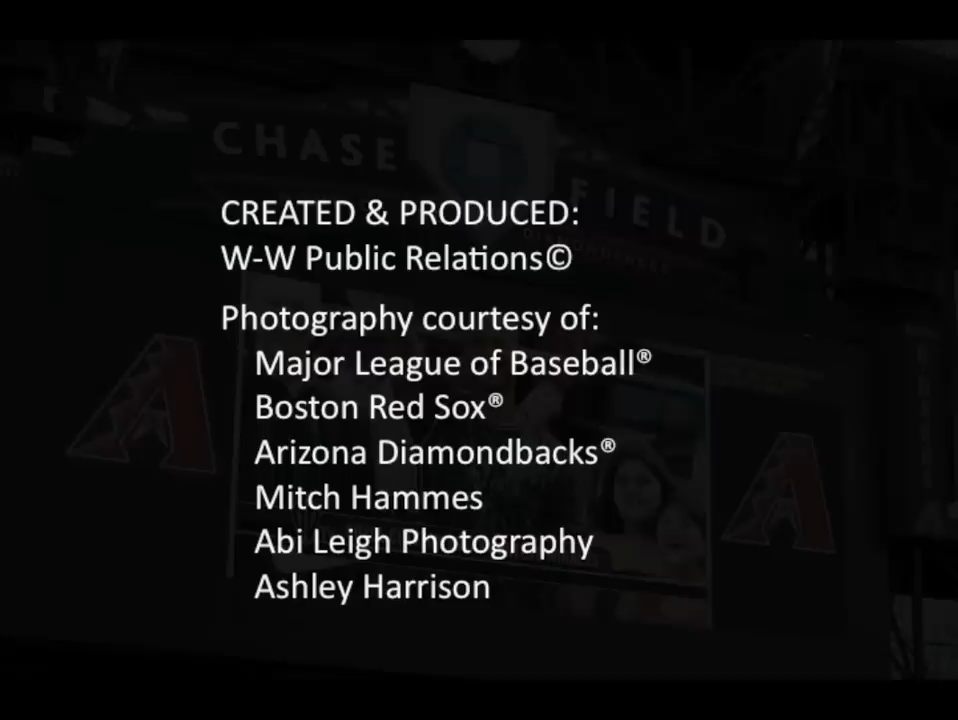 CHASE FIELD
CREATED & PRODUCED:
W-W Public Relations©
Photography courtesy of:
Major League of Baseball®
Boston Red Sox®
Arizona Diamondbacks®
Mitch Hammes
Abi Leigh Photography
Ashley Harrison